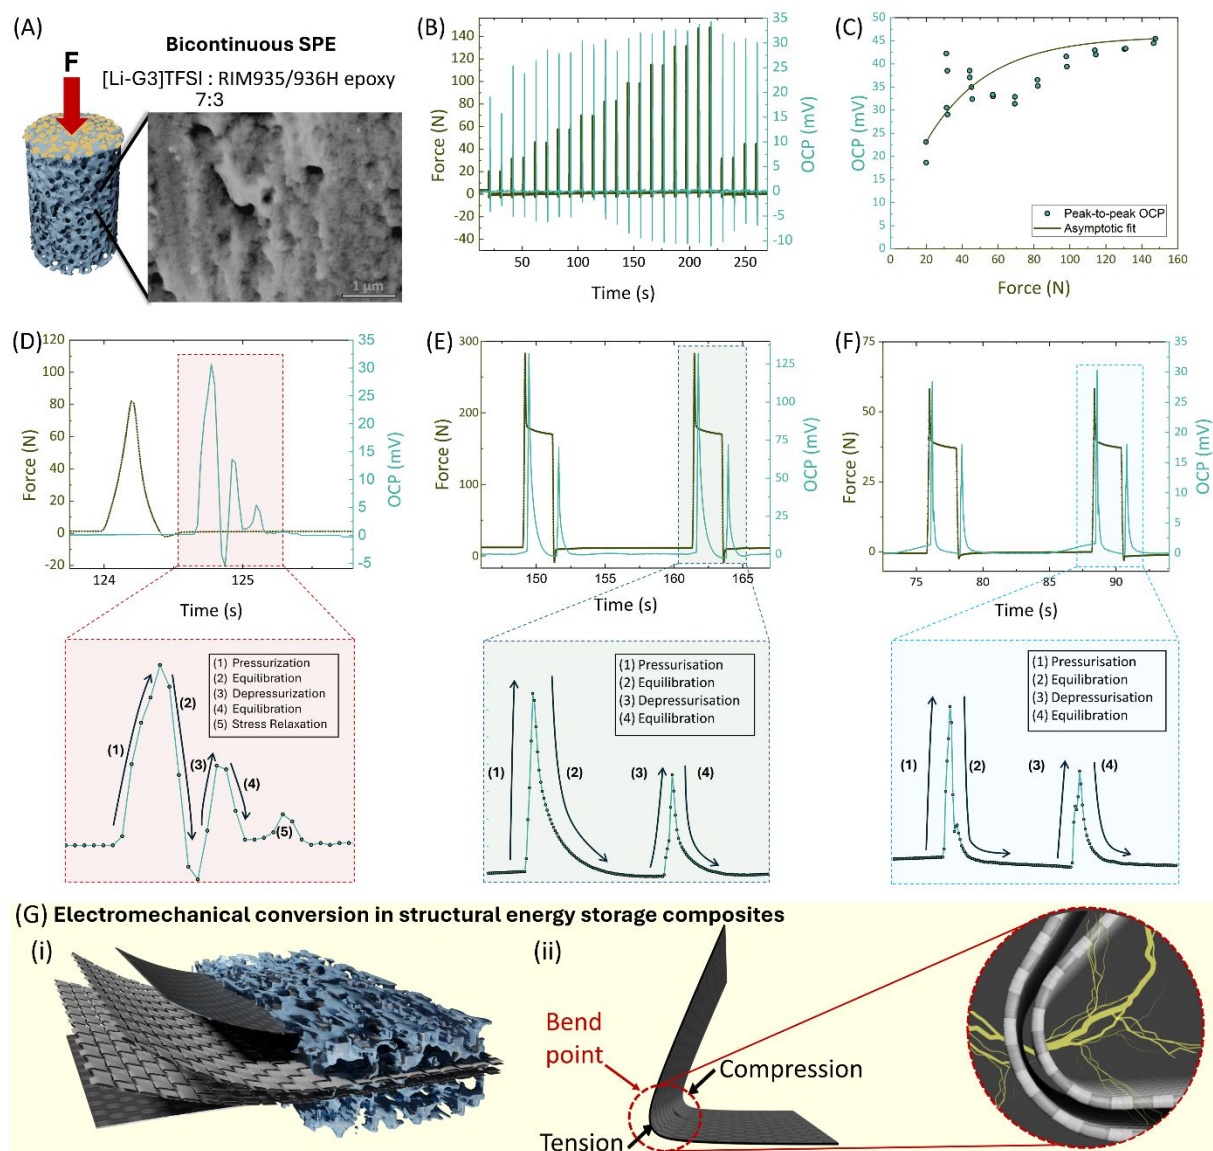 (A)
Bicontinuous SPE
F
[Li-G3]TFSI : RIM935/936H epoxy
7:3
1 µm
(B)
Force (N)
140
120
100
80
60
40
20
0
-20
-40
50
100
150
200
250
Time (s)
35
30
25
20
15
10
5
0
-5
-10
OCP (mV)
(C)
OCP (mV)
50
45
40
35
30
25
20
15
10
5
0
0
20
40
60
80
100
120
140
160
Force (N)
Peak-to-peak OCP
Asymptotic fit
(D)
Force (N)
120
100
80
60
40
20
0
-20
124
125
Time (s)
35
30
25
20
15
10
5
0
-5
OCP (mV)
(1) Pressurization
(2) Equilibration
(3) Depressurization
(4) Equilibration
(5) Stress Relaxation
(1)
(2)
(3)
(4)
(5)
(E)
Force (N)
300
200
100
0
150
155
160
165
Time (s)
125
100
75
50
25
0
OCP (mV)
(1) Pressurisation
(2) Equilibration
(3) Depressurisation
(4) Equilibration
(1)
(2)
(3)
(4)
(F)
Force (N)
75
50
25
0
75
80
85
90
Time (s)
35
30
25
20
15
10
5
0
OCP (mV)
(1) Pressurisation
(2) Equilibration
(3) Depressurisation
(4) Equilibration
(1)
(2)
(3)
(4)
(G) Electromechanical conversion in structural energy storage composites
(i)
(ii)
Bend
point
Compression
Tension